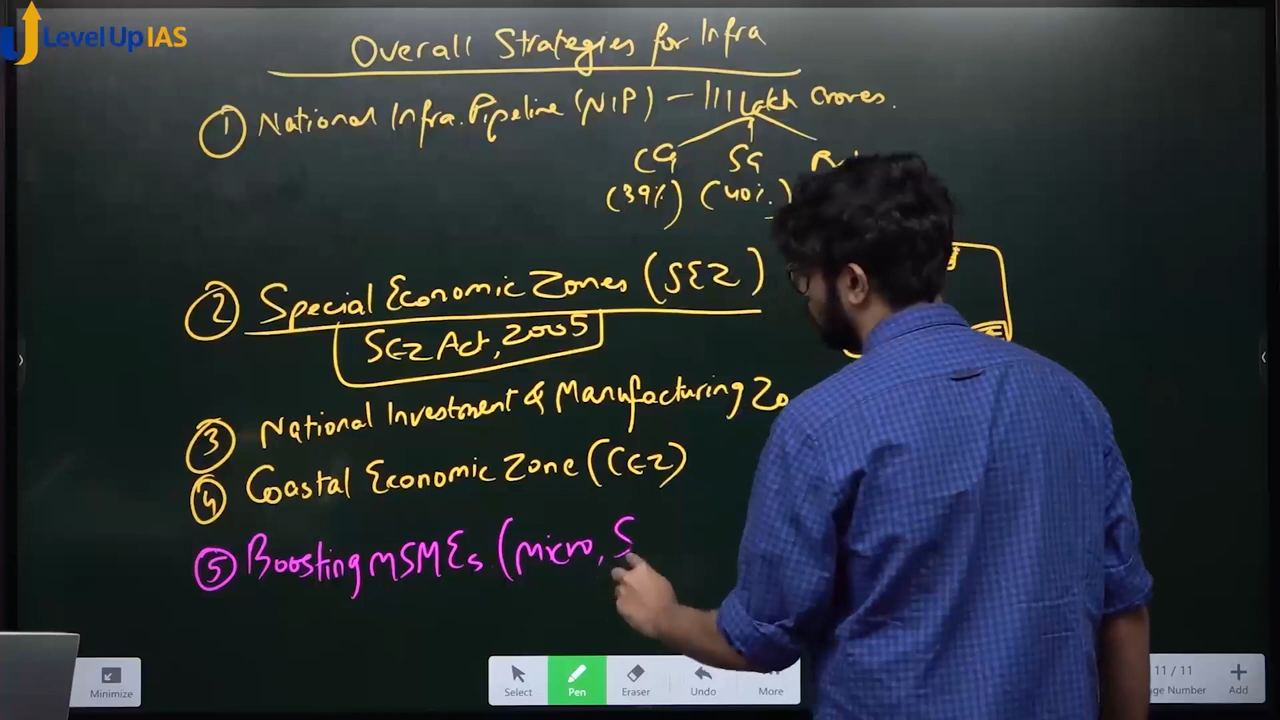 Level Up IAS
Overall Strategies for Infra
① National Infra. Pipeline (NIP) – 111 Lakh crores.
CG SG
(39%) (40%)
② Special Economic Zones (SEZ)
SEZ Act, 2005
③ National Investment & Manufacturing Zo
④ Coastal Economic Zone (CEZ)
⑤ Boosting MSMEs (Micro, S
Minimize
Select
Pen
Eraser
Undo
More
11 / 11
ge Number
Add